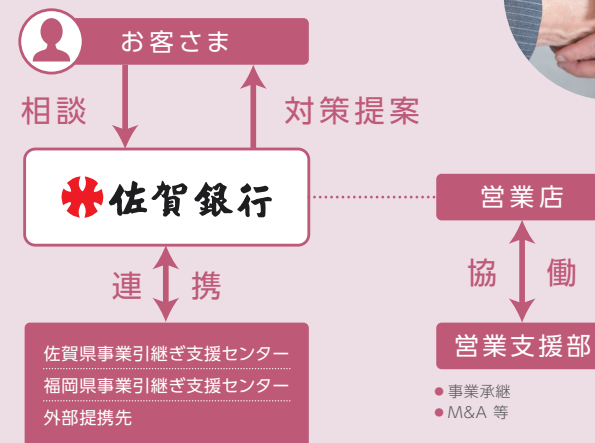 お客さま
相談
対策提案
佐賀銀行
営業店
連携
協働
営業支援部
佐賀県事業引継ぎ支援センター
福岡県事業引継ぎ支援センター
外部提携先
●事業承継
●M&A 等